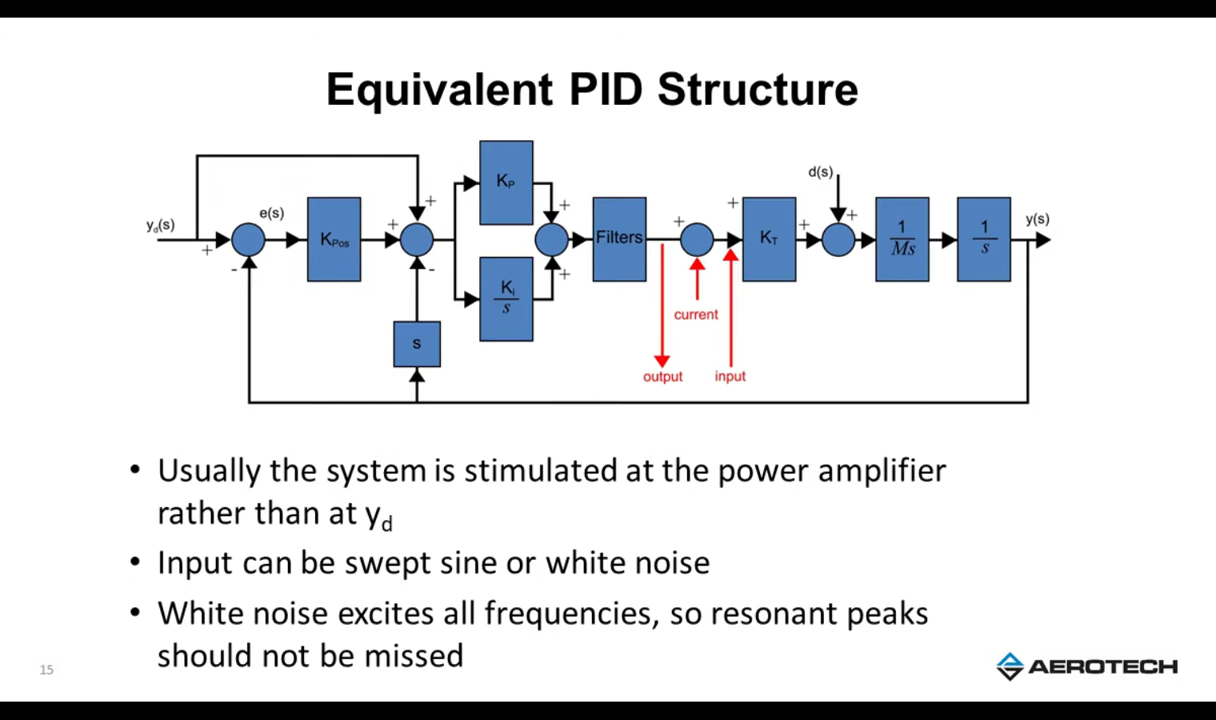 Equivalent PID Structure
y_d(s)
+
-
e(s)
K_Pos
+
+
-
s
K_P
K_i
s
+
+
Filters
+
current
output
input
+
K_T
+
d(s)
+
1
Ms
1
s
y(s)
• Usually the system is stimulated at the power amplifier
rather than at y_d
• Input can be swept sine or white noise
• White noise excites all frequencies, so resonant peaks
should not be missed
15
AEROTECH